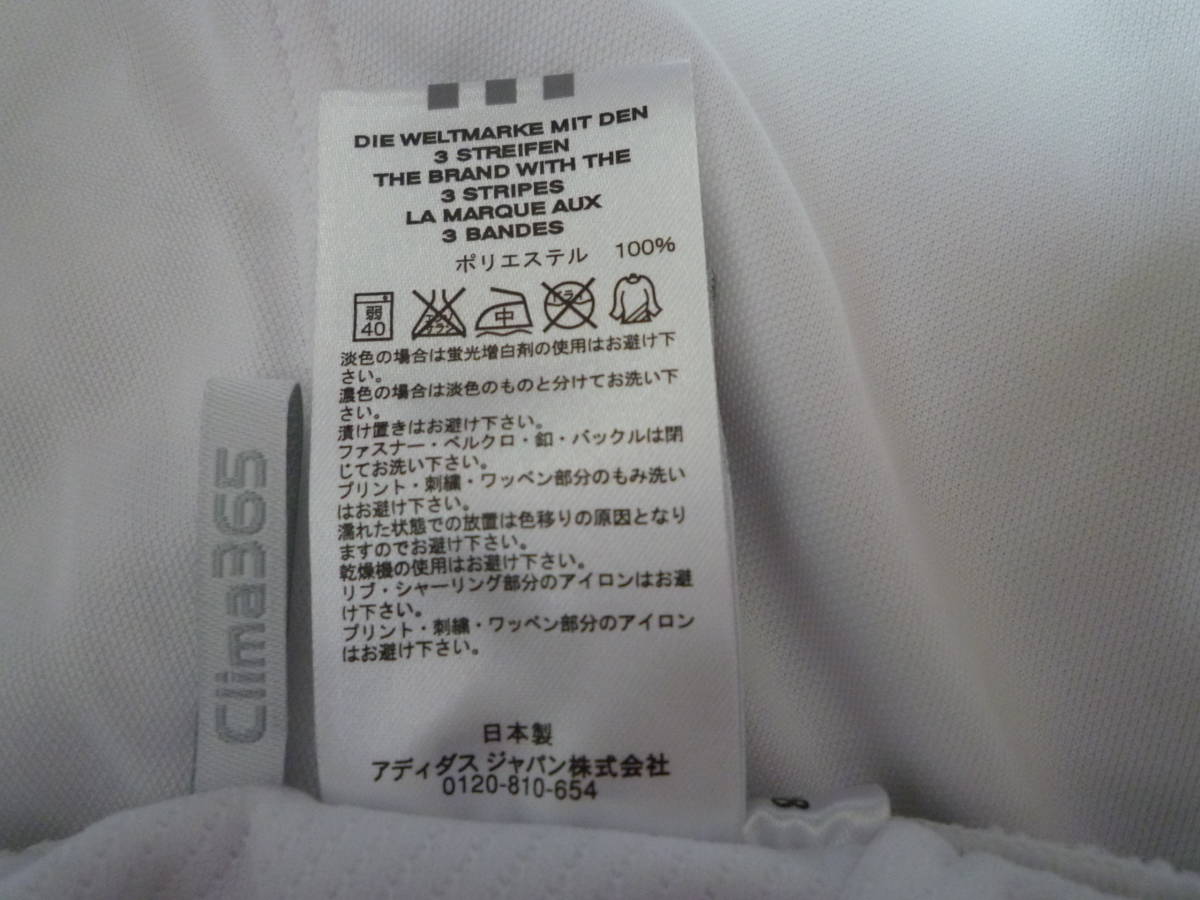 DIE WELTMARKE MIT DEN
3 STREIFEN
THE BRAND WITH THE
3 STRIPES
LA MARQUE AUX
3 BANDES
ポリエステル 100%
弱
40
エンソ
サラシ
中
ドライ
淡色の場合は蛍光増白剤の使用はお避け下
さい。
濃色の場合は淡色のものと分けてお洗い下
さい。
漬け置きはお避け下さい。
ファスナー・ベルクロ・釦・バックルは閉
じてお洗い下さい。
プリント・刺繍・ワッペン部分のもみ洗い
はお避け下さい。
濡れた状態での放置は色移りの原因となり
ますのでお避け下さい。
乾燥機の使用はお避け下さい。
リブ・シャーリング部分のアイロンはお避
け下さい。
プリント・刺繍・ワッペン部分のアイロン
はお避け下さい。
日本製
アディダス ジャパン株式会社
0120-810-654
Clima365
8